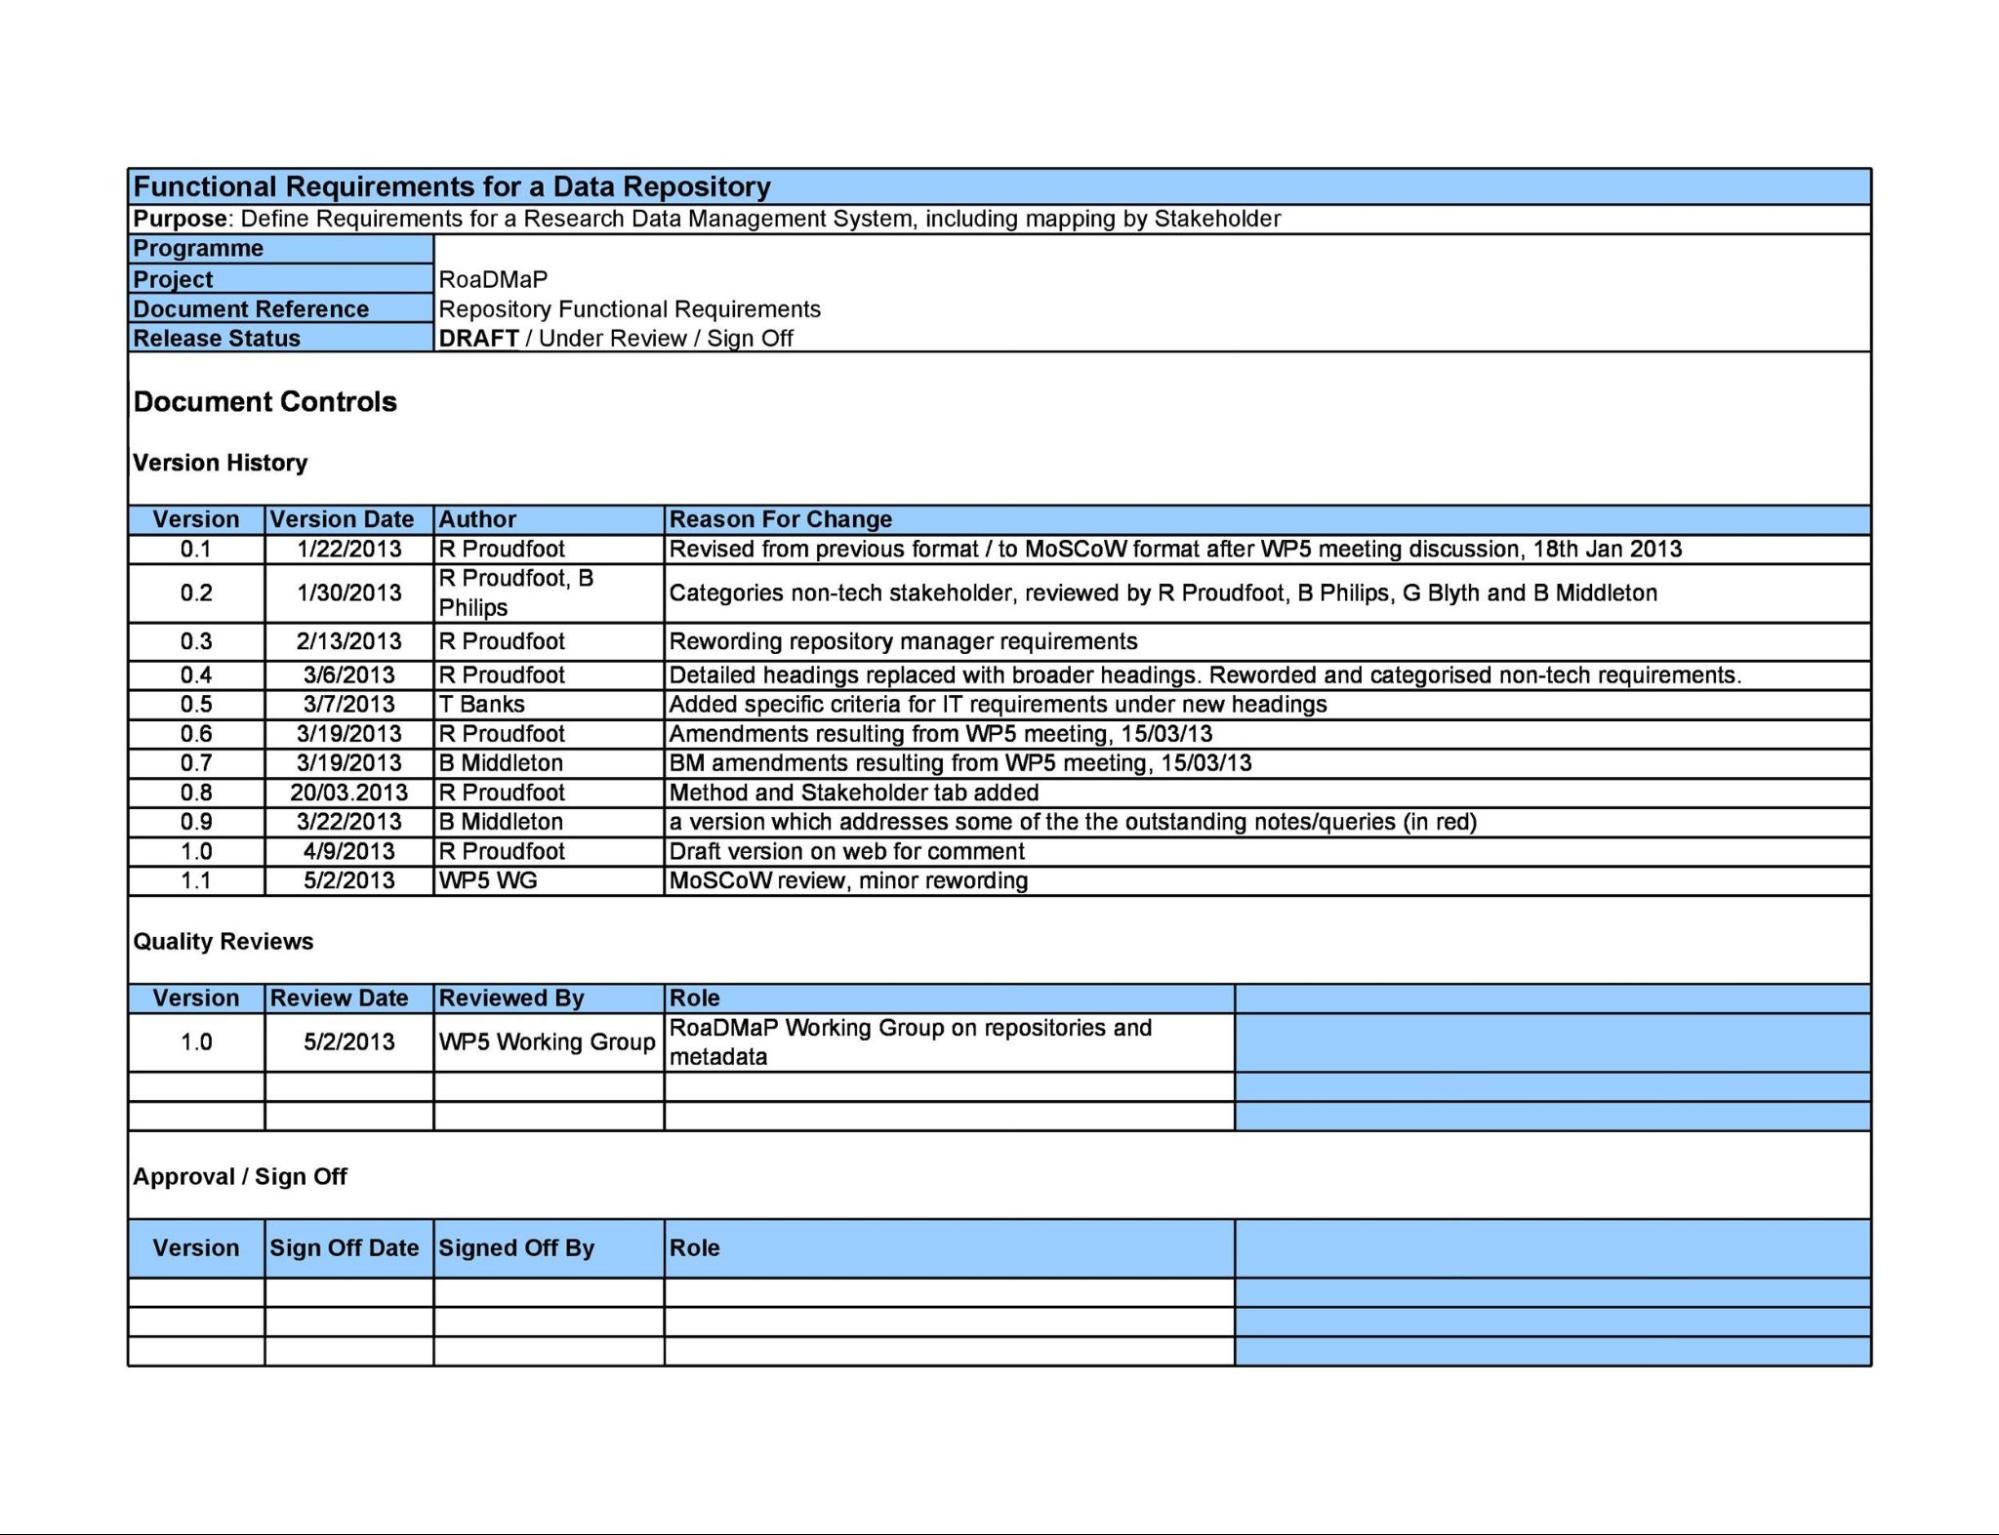 Functional Requirements for a Data Repository
Purpose: Define Requirements for a Research Data Management System, including mapping by Stakeholder
Programme
Project RoaDMaP
Document Reference Repository Functional Requirements
Release Status DRAFT / Under Review / Sign Off
Document Controls
Version History
Version Version Date Author Reason For Change
0.1 1/22/2013 R Proudfoot Revised from previous format / to MoSCoW format after WP5 meeting discussion, 18th Jan 2013
0.2 1/30/2013 R Proudfoot, B
Philips Categories non-tech stakeholder, reviewed by R Proudfoot, B Philips, G Blyth and B Middleton
0.3 2/13/2013 R Proudfoot Rewording repository manager requirements
0.4 3/6/2013 R Proudfoot Detailed headings replaced with broader headings. Reworded and categorised non-tech requirements.
0.5 3/7/2013 T Banks Added specific criteria for IT requirements under new headings
0.6 3/19/2013 R Proudfoot Amendments resulting from WP5 meeting, 15/03/13
0.7 3/19/2013 B Middleton BM amendments resulting from WP5 meeting, 15/03/13
0.8 20/03.2013 R Proudfoot Method and Stakeholder tab added
0.9 3/22/2013 B Middleton a version which addresses some of the the outstanding notes/queries (in red)
1.0 4/9/2013 R Proudfoot Draft version on web for comment
1.1 5/2/2013 WP5 WG MoSCoW review, minor rewording
Quality Reviews
Version Review Date Reviewed By Role
1.0 5/2/2013 WP5 Working Group RoaDMaP Working Group on repositories and
metadata
Approval / Sign Off
Version Sign Off Date Signed Off By Role